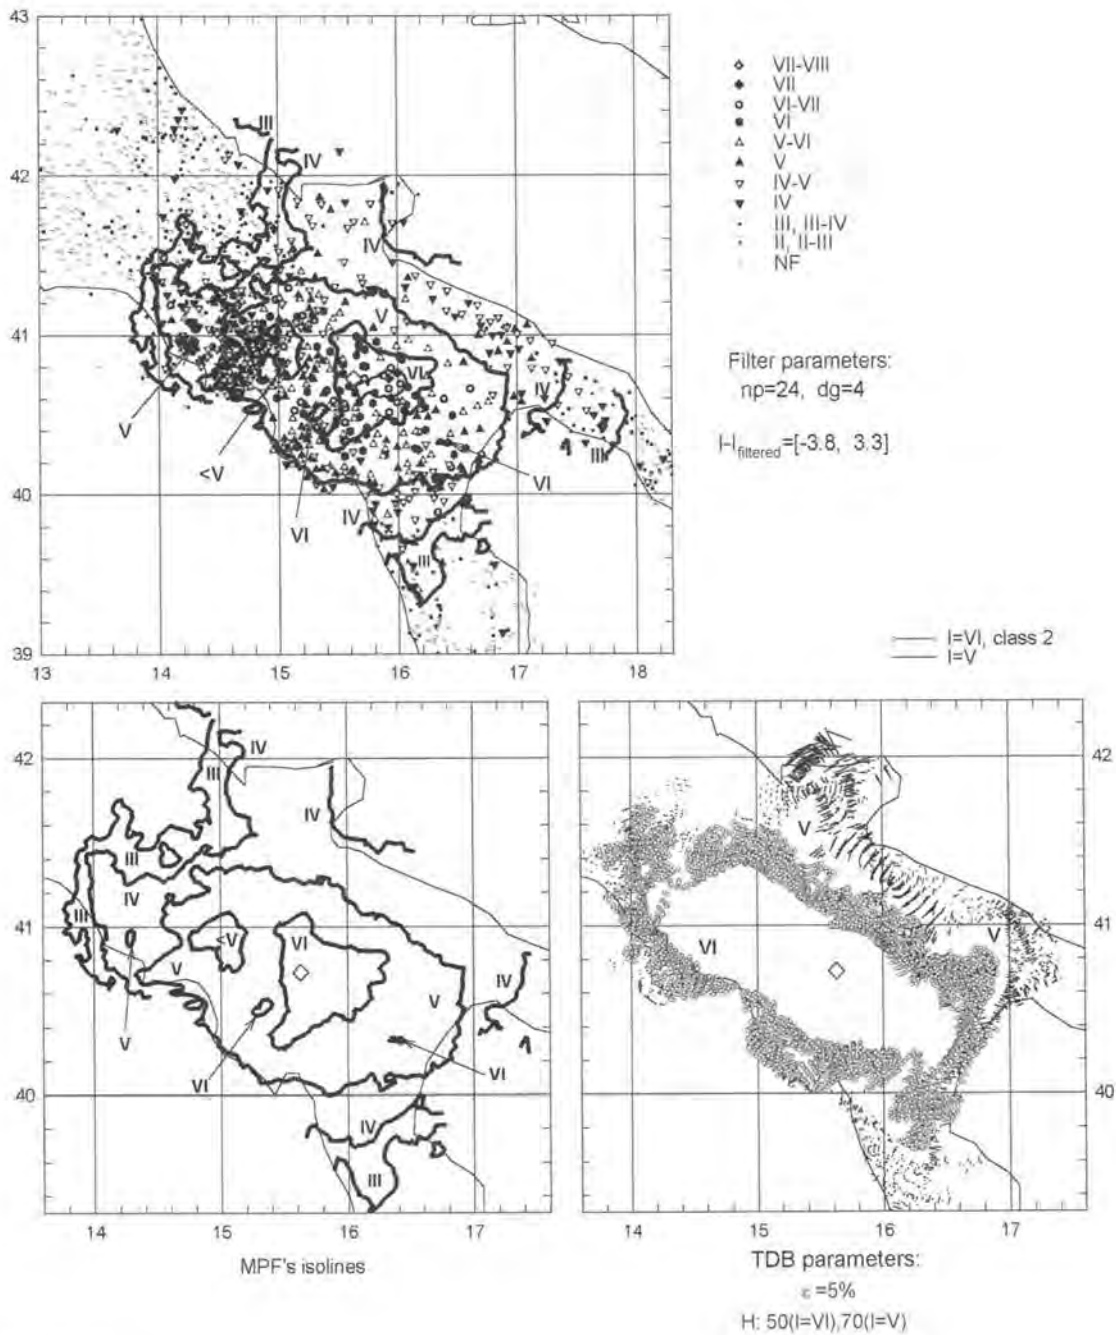 43
42
41
40
39
13
14
15
16
17
18
III
IV
IV
V
VI
IV
III
V
<V
VI
IV
VI
III
VII-VIII
VII
VI-VII
VI
V-VI
V
IV-V
IV
III, III-IV
II, II-III
NF
Filter parameters:
np=24, dg=4
I-Ifiltered=[-3.8, 3.3]
I=VI, class 2
I=V
42
41
40
14
15
16
17
IV
III
IV
III
IV
III
<V
VI
V
V
IV
V
VI
VI
IV
III
MPF's isolines
42
41
40
14
15
16
17
V
V
VI
TDB parameters:
ε =5%
H: 50(I=VI),70(I=V)